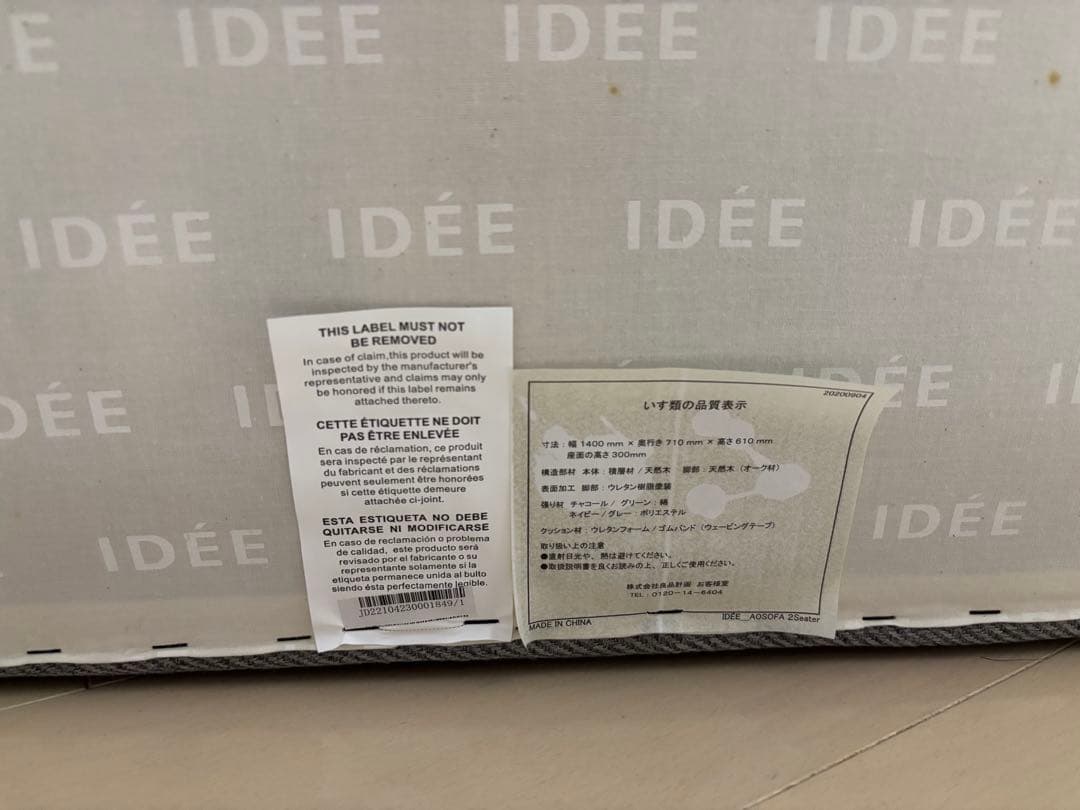 IDÉE IDÉE IDÉE
IDÉE IDÉE IDÉE IDÉE
THIS LABEL MUST NOT
BE REMOVED
In case of claim,this product will be
inspected by the manufacturer's
representative and claims may only
be honored if this label remains
attached thereto.
CETTE ÉTIQUETTE NE DOIT
PAS ÊTRE ENLEVÉE
En cas de réclamation, ce produit
sera inspecté par le représentant
du fabricant et des réclamations
peuvent seulement être honorées
si cette étiquette demeure
attachée ci-joint.
ESTA ESTIQUETA NO DEBE
QUITARSE NI MODIFICARSE
En caso de reclamación o problema
de calidad, este producto será
revisado por el fabricante o su
representante solamente si la
etiqueta permanece unida al bulto
siendo ésta perfectamente legible.
JD22104230001849/1
20200904
いす類の品質表示
寸法：幅 1400 mm × 奥行き 710 mm × 高さ 610 mm
座面の高さ 300mm
構造部材 本体：積層材 / 天然木 脚部：天然木（オーク材）
表面加工 脚部：ウレタン樹脂塗装
張り材 チャコール / グリーン：綿
ネイビー / グレー：ポリエステル
クッション材：ウレタンフォーム / ゴムバンド（ウェービングテープ）
取り扱い上の注意
●直射日光や、熱は避けてください。
●取扱説明書を良くお読みの上、正しくご使用ください。
株式会社良品計画 お客様室
TEL：0120-14-6404
MADE IN CHINA
IDÉE__AOSOFA 2Seater
IDÉE
IDÉE